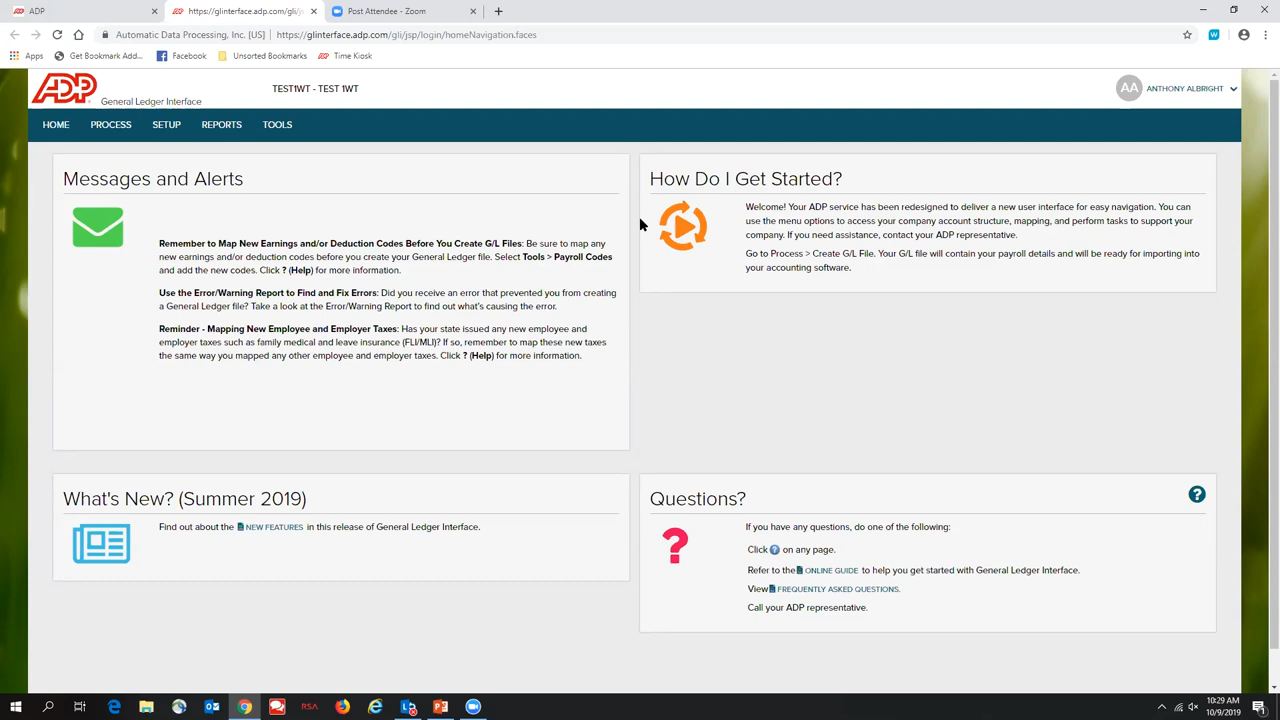 ADP
https://glinterface.adp.com/gli/js
Post Attendee - Zoom
Automatic Data Processing, Inc. [US]
https://glinterface.adp.com/gli/jsp/login/homeNavigation.faces
Apps
Get Bookmark Add...
Facebook
Unsorted Bookmarks
Time Kiosk
ADP
General Ledger Interface
TEST1WT - TEST 1WT
AA
ANTHONY ALBRIGHT
HOME
PROCESS
SETUP
REPORTS
TOOLS
Messages and Alerts
Remember to Map New Earnings and/or Deduction Codes Before You Create G/L Files: Be sure to map any
new earnings and/or deduction codes before you create your General Ledger file. Select Tools > Payroll Codes
and add the new codes. Click ? (Help) for more information.
Use the Error/Warning Report to Find and Fix Errors: Did you receive an error that prevented you from creating
a General Ledger file? Take a look at the Error/Warning Report to find out what's causing the error.
Reminder - Mapping New Employee and Employer Taxes: Has your state issued any new employee and
employer taxes such as family medical and leave insurance (FLI/MLI)? If so, remember to map these new taxes
the same way you mapped any other employee and employer taxes. Click ? (Help) for more information.
How Do I Get Started?
Welcome! Your ADP service has been redesigned to deliver a new user interface for easy navigation. You can
use the menu options to access your company account structure, mapping, and perform tasks to support your
company. If you need assistance, contact your ADP representative.
Go to Process > Create G/L File. Your G/L file will contain your payroll details and will be ready for importing into
your accounting software.
What's New? (Summer 2019)
Find out about the NEW FEATURES in this release of General Ledger Interface.
Questions?
?
?
If you have any questions, do one of the following:
Click ? on any page.
Refer to the ONLINE GUIDE to help you get started with General Ledger Interface.
View FREQUENTLY ASKED QUESTIONS.
Call your ADP representative.
RSA
10:29 AM
10/9/2019